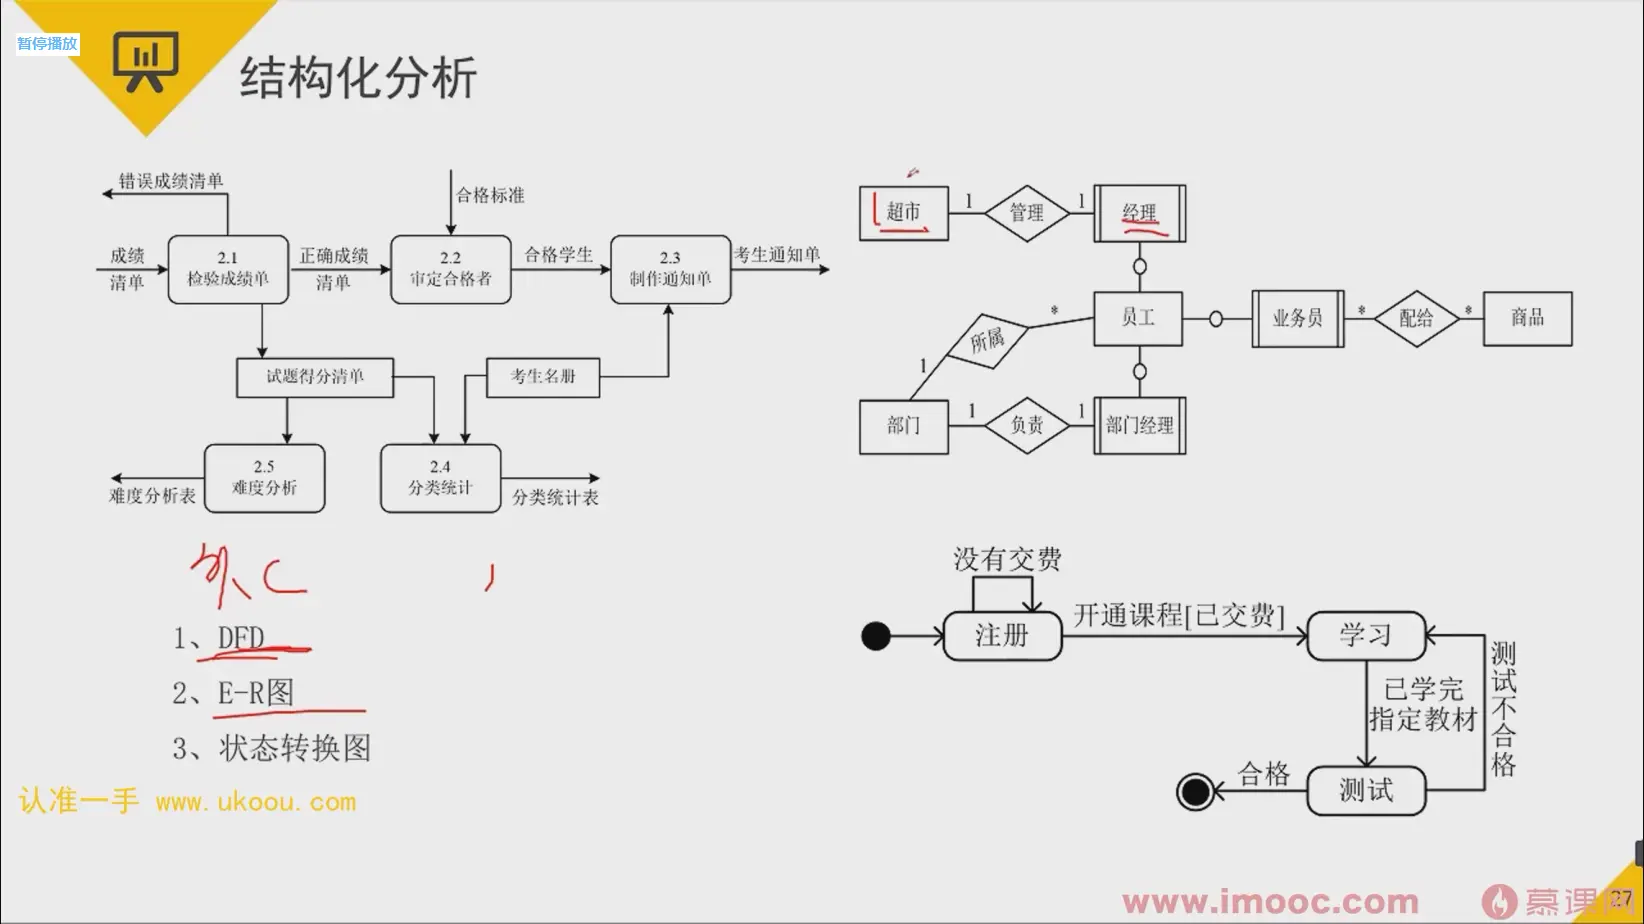 暂停播放
结构化分析
错误成绩清单
合格标准
成绩
清单
2.1
检验成绩单
正确成绩
清单
2.2
审定合格者
合格学生
2.3
制作通知单
考生通知单
试题得分清单
考生名册
难度分析表
2.5
难度分析
2.4
分类统计
分类统计表
超市
1
管理
1
经理
员工
业务员
*
配给
*
商品
*
所属
1
部门
1
负责
1
部门经理
1、DFD
2、E-R图
3、状态转换图
没有交费
注册
开通课程[已交费]
学习
已学完
指定教材
测试不合格
合格
测试
认准一手 www.ukoou.com
www.imooc.com
慕课网
27